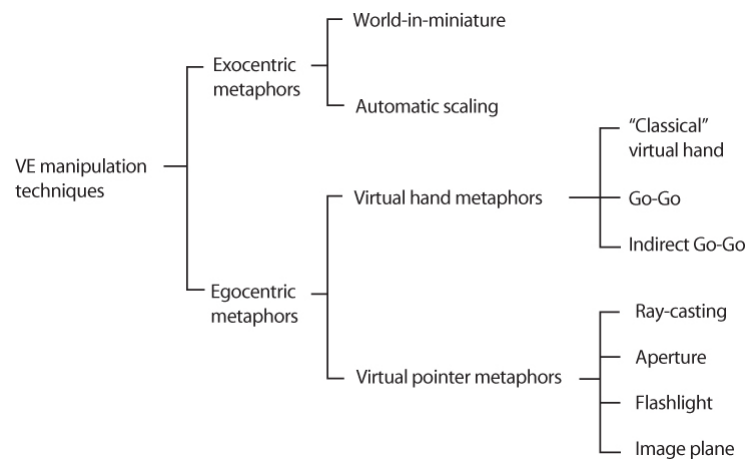 VE manipulation
techniques
Exocentric
metaphors
World-in-miniature
Automatic scaling
Egocentric
metaphors
Virtual hand metaphors
“Classical”
virtual hand
Go-Go
Indirect Go-Go
Virtual pointer metaphors
Ray-casting
Aperture
Flashlight
Image plane